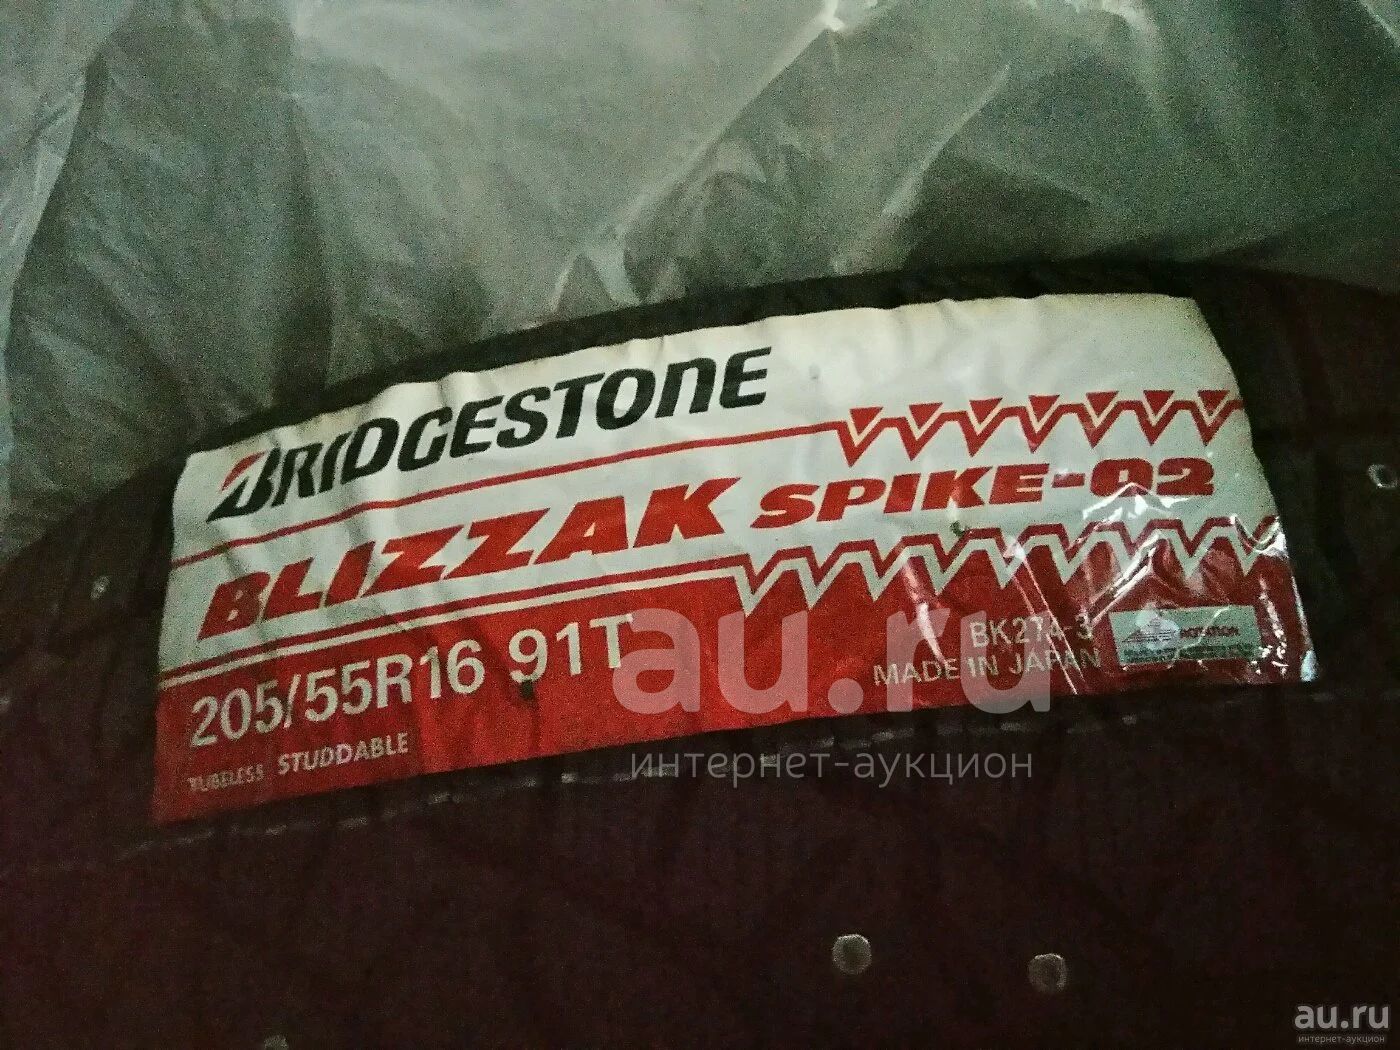 BRIDGESTONE
BLIZZAK SPIKE-02
205/55R16 91T
TUBELESS STUDDABLE
BK274-3
MADE IN JAPAN
ROTATION
au.ru
интернет-аукцион
au.ru
интернет-аукцион